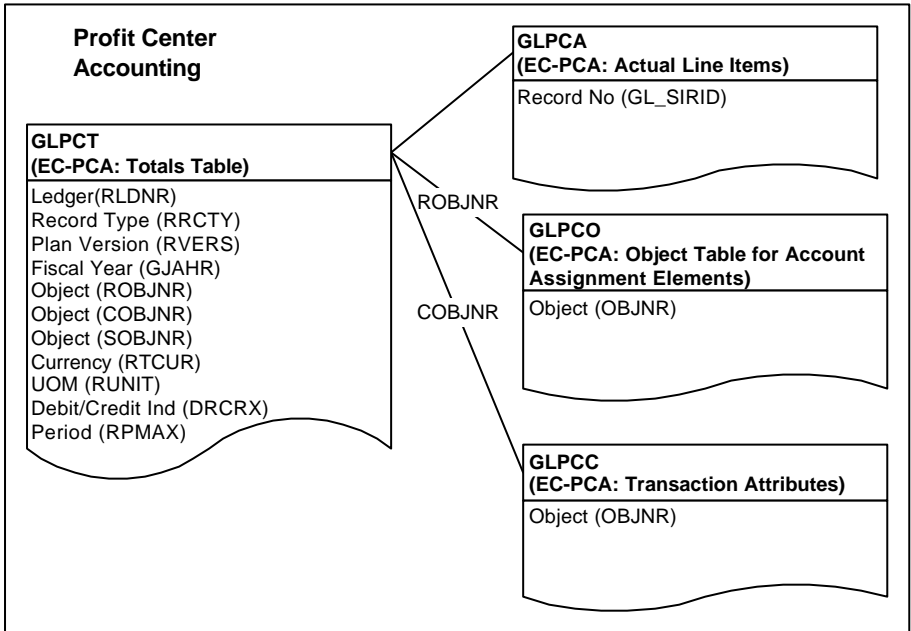 Profit Center
Accounting
GLPCT
(EC-PCA: Totals Table)
Ledger(RLDNR)
Record Type (RRCTY)
Plan Version (RVERS)
Fiscal Year (GJAHR)
Object (ROBJNR)
Object (COBJNR)
Object (SOBJNR)
Currency (RTCUR)
UOM (RUNIT)
Debit/Credit Ind (DRCRX)
Period (RPMAX)
GLPCA
(EC-PCA: Actual Line Items)
Record No (GL_SIRID)
ROBJNR
GLPCO
(EC-PCA: Object Table for Account
Assignment Elements)
Object (OBJNR)
COBJNR
GLPCC
(EC-PCA: Transaction Attributes)
Object (OBJNR)